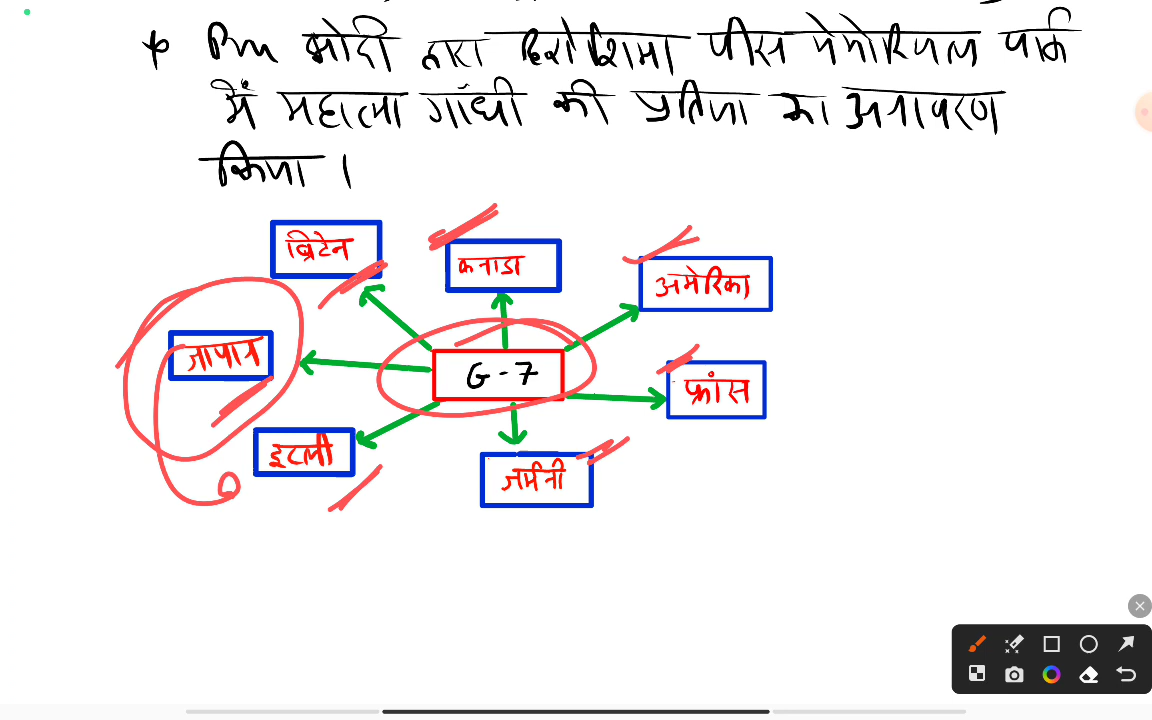 * Pm मोदी द्वारा हिरोशिमा पीस मेमोरियल पार्क
में महात्मा गाँधी की प्रतिमा का अनावरण
किया ।
ब्रिटेन
कनाडा
अमेरिका
जापान
G-7
फ्रांस
इटली
जर्मनी